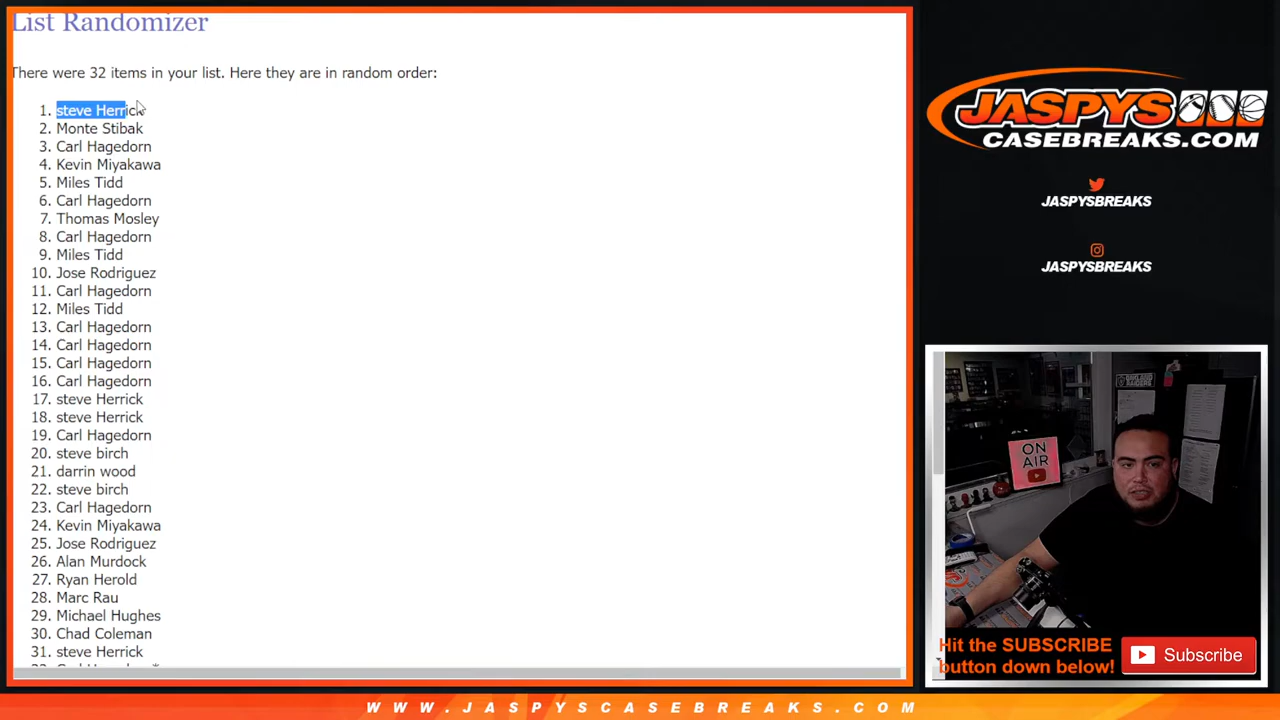 List Randomizer
There were 32 items in your list. Here they are in random order:
1. steve Herrick
2. Monte Stibak
3. Carl Hagedorn
4. Kevin Miyakawa
5. Miles Tidd
6. Carl Hagedorn
7. Thomas Mosley
8. Carl Hagedorn
9. Miles Tidd
10. Jose Rodriguez
11. Carl Hagedorn
12. Miles Tidd
13. Carl Hagedorn
14. Carl Hagedorn
15. Carl Hagedorn
16. Carl Hagedorn
17. steve Herrick
18. steve Herrick
19. Carl Hagedorn
20. steve birch
21. darrin wood
22. steve birch
23. Carl Hagedorn
24. Kevin Miyakawa
25. Jose Rodriguez
26. Alan Murdock
27. Ryan Herold
28. Marc Rau
29. Michael Hughes
30. Chad Coleman
31. steve Herrick
JASPYS
CASEBREAKS.COM
JASPYSBREAKS
JASPYSBREAKS
OAKLAND
RAIDERS
ON
AIR
Hit the SUBSCRIBE
button down below!
Subscribe
WWW.JASPYSCASEBREAKS.COM